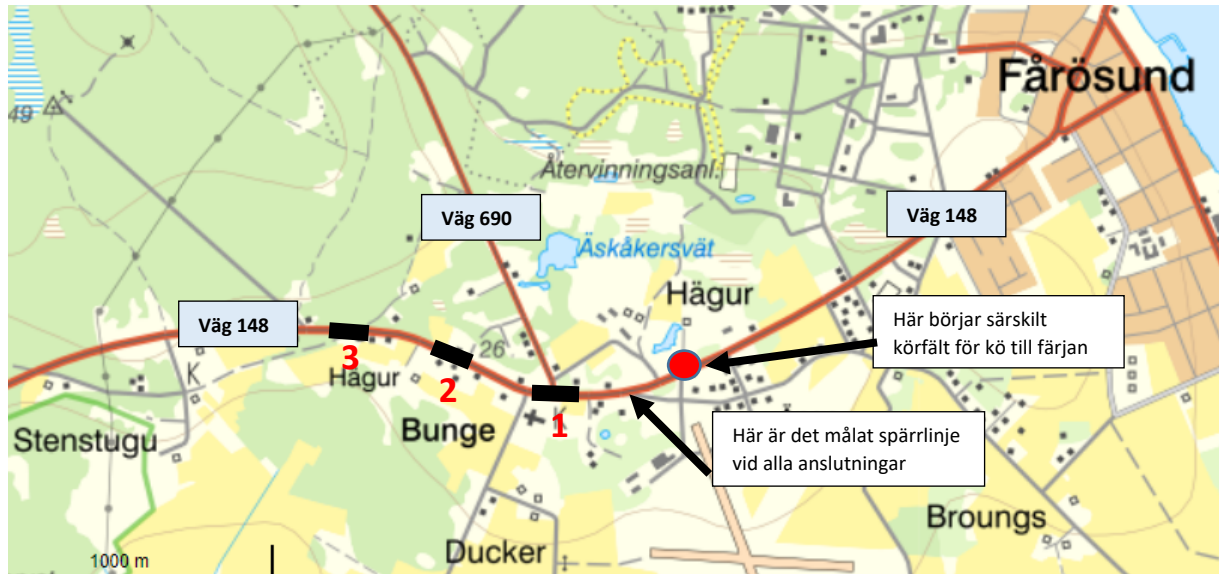 Fårösund
49
Återvinningsanl.
Väg 690
Väg 148
Äskåkersvät
Hägur
Väg 148
Här börjar särskilt
körfält för kö till färjan
3
26
Hägur
2
K
1
K
Bunge
Stenstugu
Här är det målat spärrlinje
vid alla anslutningar
Broungs
Ducker
1000 m